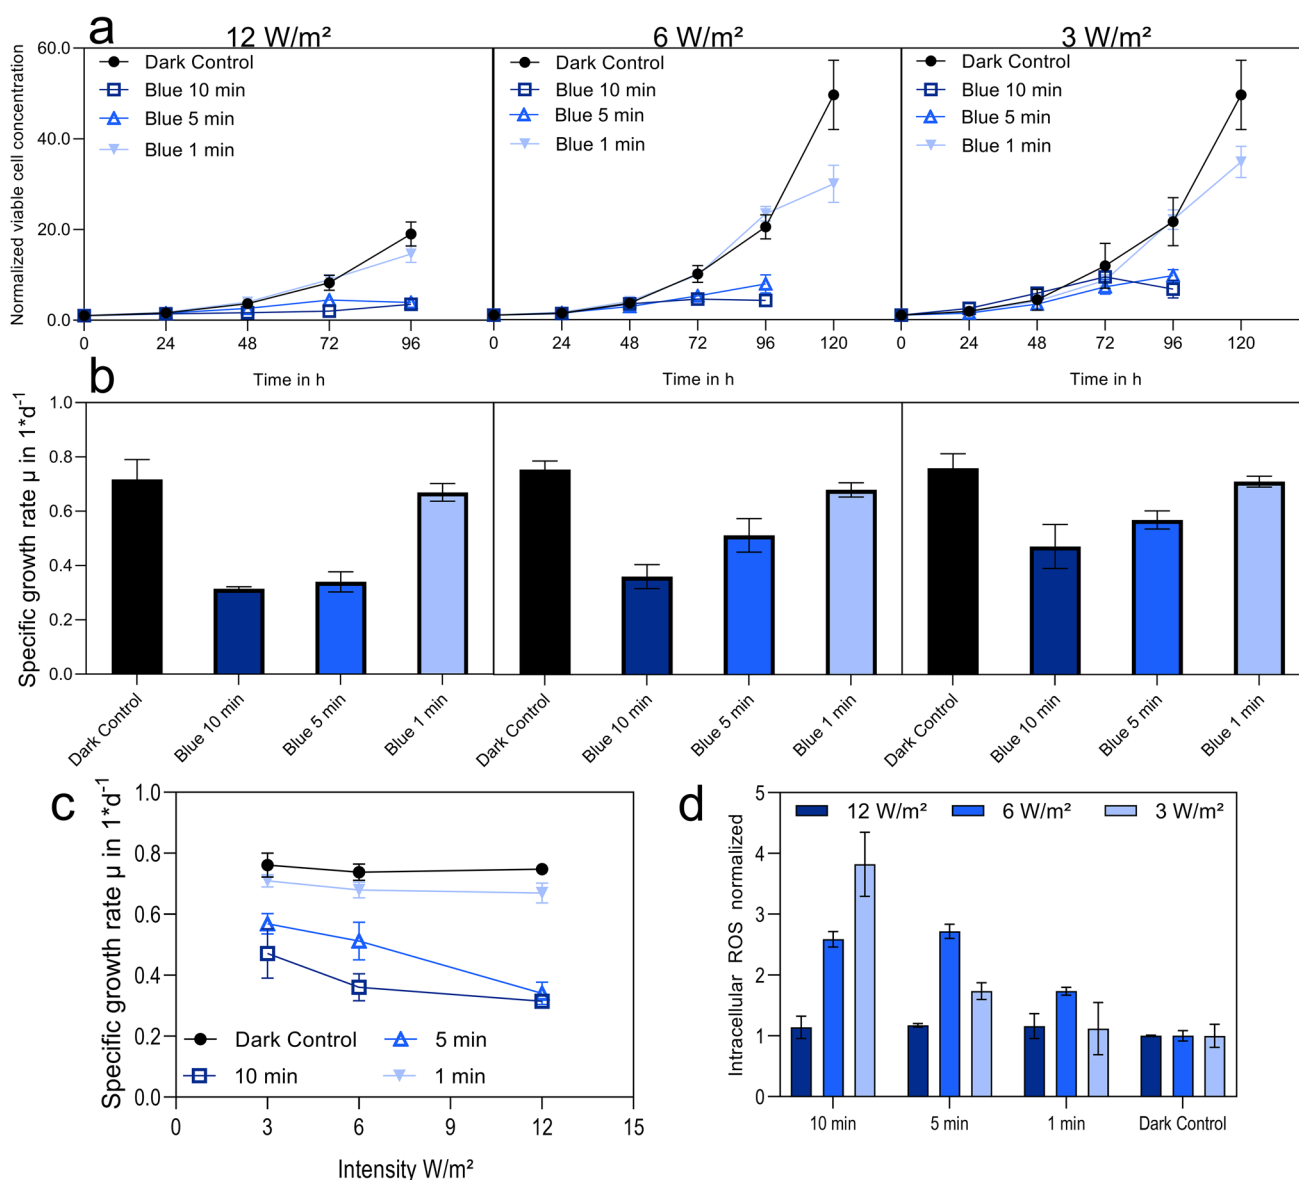 a
12 W/m²
6 W/m²
3 W/m²
Normalized viable cell concentration
60.0
40.0
20.0
0.0
Dark Control
Blue 10 min
Blue 5 min
Blue 1 min
Dark Control
Blue 10 min
Blue 5 min
Blue 1 min
Dark Control
Blue 10 min
Blue 5 min
Blue 1 min
0 24 48 72 96
0 24 48 72 96 120
0 24 48 72 96 120
Time in h
Time in h
Time in h
b
Specific growth rate µ in 1*d⁻¹
1.0
0.8
0.6
0.4
0.2
0.0
Dark Control
Blue 10 min
Blue 5 min
Blue 1 min
Dark Control
Blue 10 min
Blue 5 min
Blue 1 min
Dark Control
Blue 10 min
Blue 5 min
Blue 1 min
c
Specific growth rate µ in 1*d⁻¹
1.0
0.8
0.6
0.4
0.2
0.0
Dark Control
5 min
10 min
1 min
0 3 6 9 12 15
Intensity W/m²
d
Intracellular ROS normalized
5
4
3
2
1
0
12 W/m²
6 W/m²
3 W/m²
10 min
5 min
1 min
Dark Control